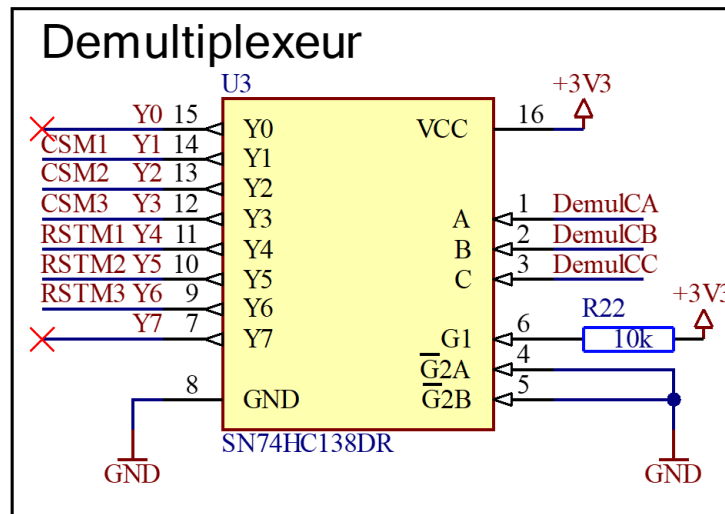 Demultiplexeur
U3
+3V3
Y0 15 Y0 VCC 16
CSM1 Y1 14 Y1
CSM2 Y2 13 Y2
CSM3 Y3 12 Y3 A 1 DemulCA
RSTM1 Y4 11 Y4 B 2 DemulCB
RSTM2 Y5 10 Y5 C 3 DemulCC
RSTM3 Y6 9 Y6
R22 +3V3
Y7 7 Y7 G1 6 10k
G̅2A 4
8 GND G̅2B 5
SN74HC138DR
GND GND